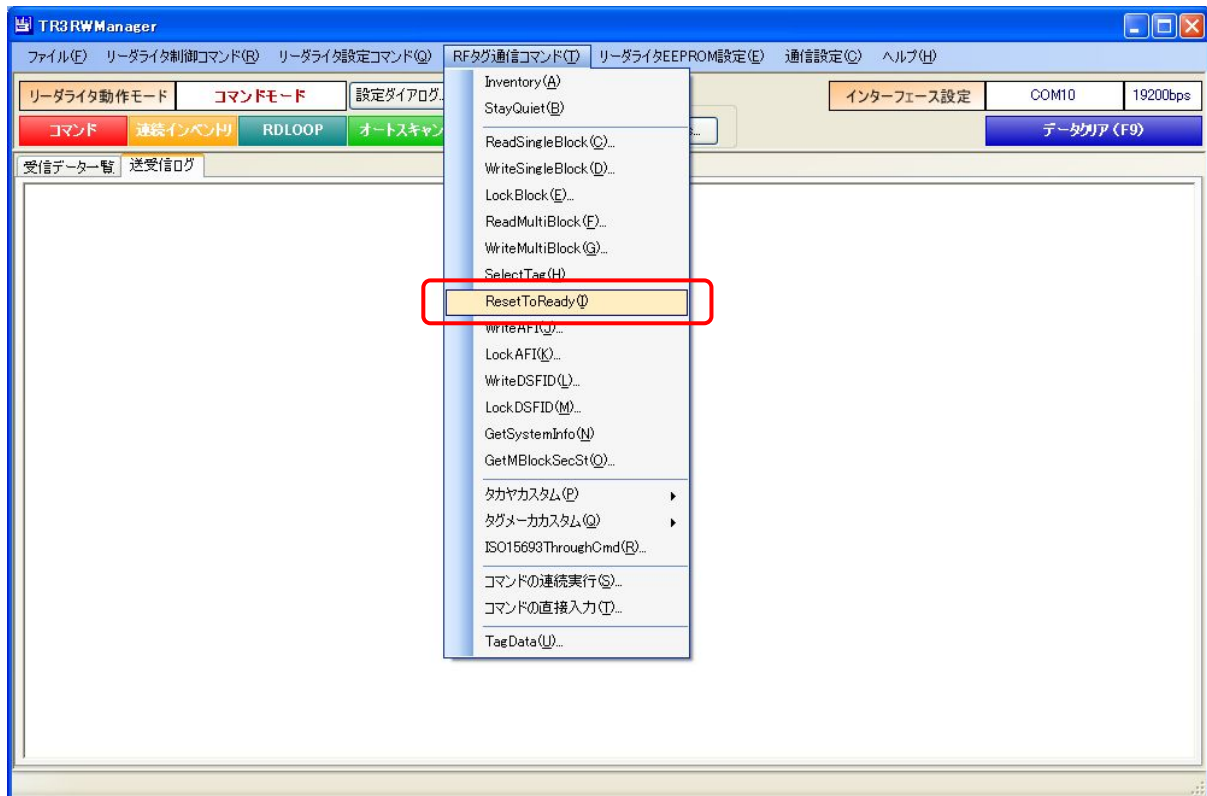 TR3RWManager
ファイル(F) リーダライタ制御コマンド(R) リーダライタ設定コマンド(Q) RFタグ通信コマンド(T) リーダライタEEPROM設定(E) 通信設定(C) ヘルプ(H)
リーダライタ動作モード コマンドモード 設定ダイアログ. インターフェース設定 COM10 19200bps
コマンド 連続インベントリ RDLOOP オートスキャン データクリア(F9)
受信データ一覧 送受信ログ
Inventory(A)
StayQuiet(B)
ReadSingleBlock(C)...
WriteSingleBlock(D)...
LockBlock(E)...
ReadMultiBlock(F)...
WriteMultiBlock(G)...
SelectTag(H)
ResetToReady(I)
WriteAFI(J)...
LockAFI(K)...
WriteDSFID(L)...
LockDSFID(M)...
GetSystemInfo(N)
GetMBlockSecSt(O)...
タカヤカスタム(P)
タグメーカカスタム(Q)
ISO15693ThroughCmd(R)...
コマンドの連続実行(S)...
コマンドの直接入力(T)...
TagData(U)...